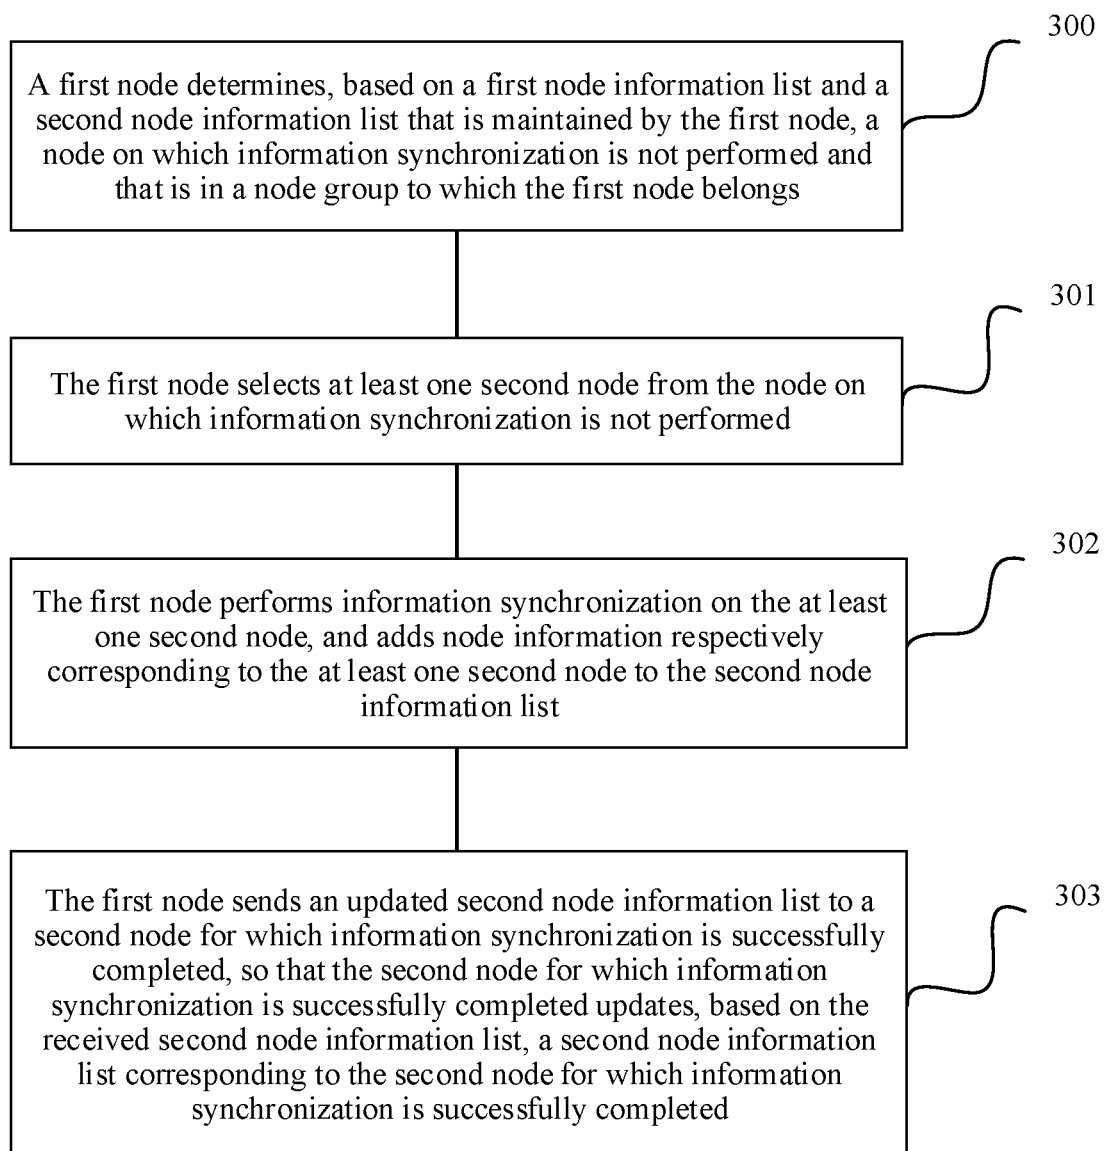 300
A first node determines, based on a first node information list and a
second node information list that is maintained by the first node, a
node on which information synchronization is not performed and
that is in a node group to which the first node belongs
301
The first node selects at least one second node from the node on
which information synchronization is not performed
302
The first node performs information synchronization on the at least
one second node, and adds node information respectively
corresponding to the at least one second node to the second node
information list
303
The first node sends an updated second node information list to a
second node for which information synchronization is successfully
completed, so that the second node for which information
synchronization is successfully completed updates, based on the
received second node information list, a second node information
list corresponding to the second node for which information
synchronization is successfully completed